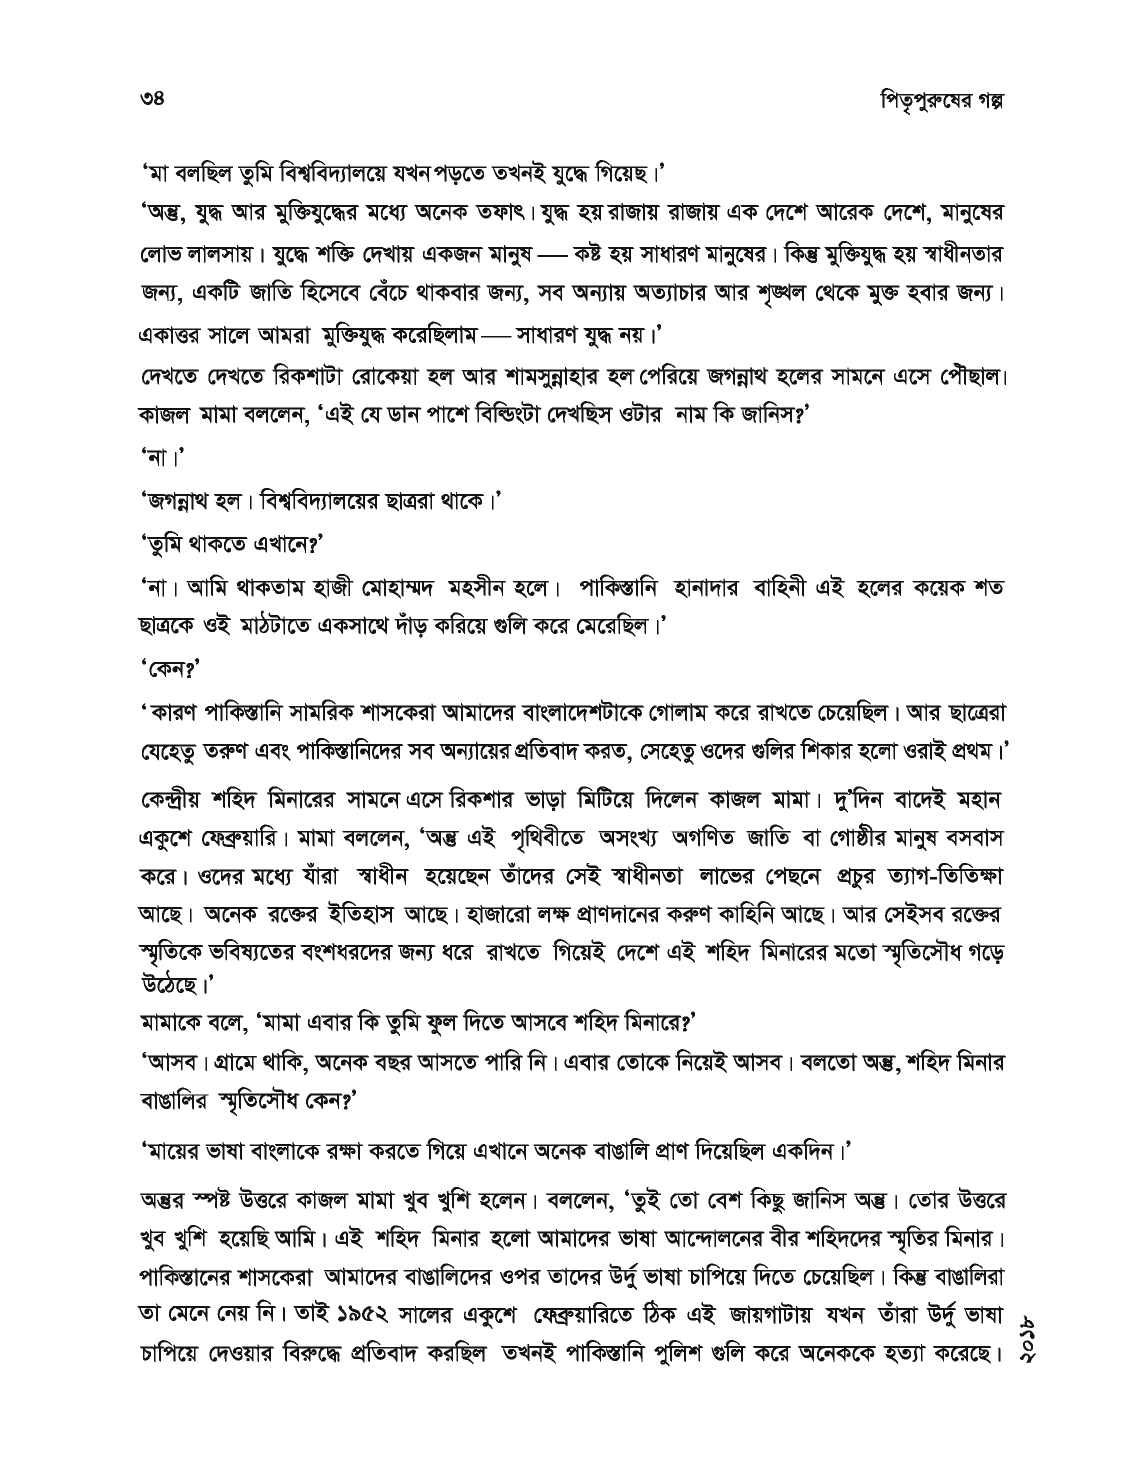 ৩৪
পিতৃপুরুষের গল্প
‘মা বলছিল তুমি বিশ্ববিদ্যালয়ে যখন পড়তে তখনই যুদ্ধে গিয়েছ।’
‘অন্তু, যুদ্ধ আর মুক্তিযুদ্ধের মধ্যে অনেক তফাৎ। যুদ্ধ হয় রাজায় রাজায় এক দেশে আরেক দেশে, মানুষের
লোভ লালসায়। যুদ্ধে শক্তি দেখায় একজন মানুষ — কষ্ট হয় সাধারণ মানুষের। কিন্তু মুক্তিযুদ্ধ হয় স্বাধীনতার
জন্য, একটি জাতি হিসেবে বেঁচে থাকবার জন্য, সব অন্যায় অত্যাচার আর শৃঙ্খল থেকে মুক্ত হবার জন্য।
একাত্তর সালে আমরা মুক্তিযুদ্ধ করেছিলাম — সাধারণ যুদ্ধ নয়।’
দেখতে দেখতে রিকশাটা রোকেয়া হল আর শামসুন্নাহার হল পেরিয়ে জগন্নাথ হলের সামনে এসে পৌঁছাল।
কাজল মামা বললেন, ‘এই যে ডান পাশে বিল্ডিংটা দেখছিস ওটার নাম কি জানিস?’
‘না।’
‘জগন্নাথ হল। বিশ্ববিদ্যালয়ের ছাত্ররা থাকে।’
‘তুমি থাকতে এখানে?’
‘না। আমি থাকতাম হাজী মোহাম্মদ মহসীন হলে। পাকিস্তানি হানাদার বাহিনী এই হলের কয়েক শত
ছাত্রকে ওই মাঠটাতে একসাথে দাঁড় করিয়ে গুলি করে মেরেছিল।’
‘কেন?’
‘কারণ পাকিস্তানি সামরিক শাসকেরা আমাদের বাংলাদেশটাকে গোলাম করে রাখতে চেয়েছিল। আর ছাত্রেরা
যেহেতু তরুণ এবং পাকিস্তানিদের সব অন্যায়ের প্রতিবাদ করত, সেহেতু ওদের গুলির শিকার হলো ওরাই প্রথম।’
কেন্দ্রীয় শহিদ মিনারের সামনে এসে রিকশার ভাড়া মিটিয়ে দিলেন কাজল মামা। দু’দিন বাদেই মহান
একুশে ফেব্রুয়ারি। মামা বললেন, ‘অন্তু এই পৃথিবীতে অসংখ্য অগণিত জাতি বা গোষ্ঠীর মানুষ বসবাস
করে। ওদের মধ্যে যাঁরা স্বাধীন হয়েছেন তাঁদের সেই স্বাধীনতা লাভের পেছনে প্রচুর ত্যাগ-তিতিক্ষা
আছে। অনেক রক্তের ইতিহাস আছে। হাজারো লক্ষ প্রাণদানের করুণ কাহিনি আছে। আর সেইসব রক্তের
স্মৃতিকে ভবিষ্যতের বংশধরদের জন্য ধরে রাখতে গিয়েই দেশে এই শহিদ মিনারের মতো স্মৃতিসৌধ গড়ে
উঠেছে।’
মামাকে বলে, ‘মামা এবার কি তুমি ফুল দিতে আসবে শহিদ মিনারে?’
‘আসব। গ্রামে থাকি, অনেক বছর আসতে পারি নি। এবার তোকে নিয়েই আসব। বলতো অন্তু, শহিদ মিনার
বাঙালির স্মৃতিসৌধ কেন?’
‘মায়ের ভাষা বাংলাকে রক্ষা করতে গিয়ে এখানে অনেক বাঙালি প্রাণ দিয়েছিল একদিন।’
অন্তুর স্পষ্ট উত্তরে কাজল মামা খুব খুশি হলেন। বললেন, ‘তুই তো বেশ কিছু জানিস অন্তু। তোর উত্তরে
খুব খুশি হয়েছি আমি। এই শহিদ মিনার হলো আমাদের ভাষা আন্দোলনের বীর শহিদদের স্মৃতির মিনার।
পাকিস্তানের শাসকেরা আমাদের বাঙালিদের ওপর তাদের উর্দু ভাষা চাপিয়ে দিতে চেয়েছিল। কিন্তু বাঙালিরা
তা মেনে নেয় নি। তাই ১৯৫২ সালের একুশে ফেব্রুয়ারিতে ঠিক এই জায়গাটায় যখন তাঁরা উর্দু ভাষা
চাপিয়ে দেওয়ার বিরুদ্ধে প্রতিবাদ করছিল তখনই পাকিস্তানি পুলিশ গুলি করে অনেককে হত্যা করেছে।
২০১৮